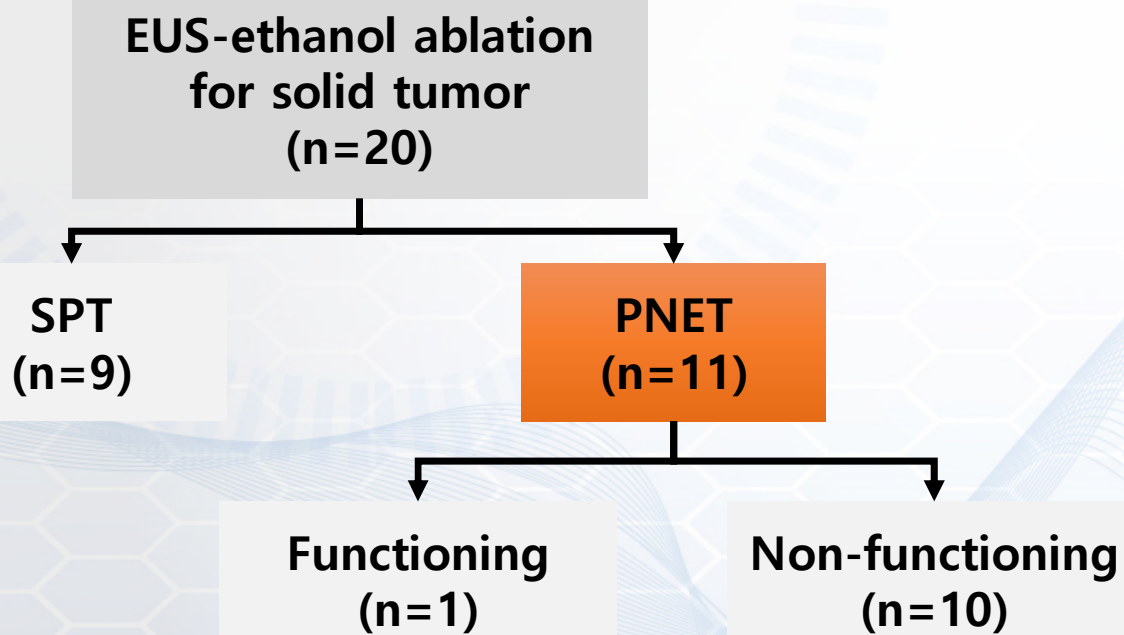 EUS-ethanol ablation
for solid tumor
(n=20)
SPT
(n=9)
PNET
(n=11)
Functioning
(n=1)
Non-functioning
(n=10)